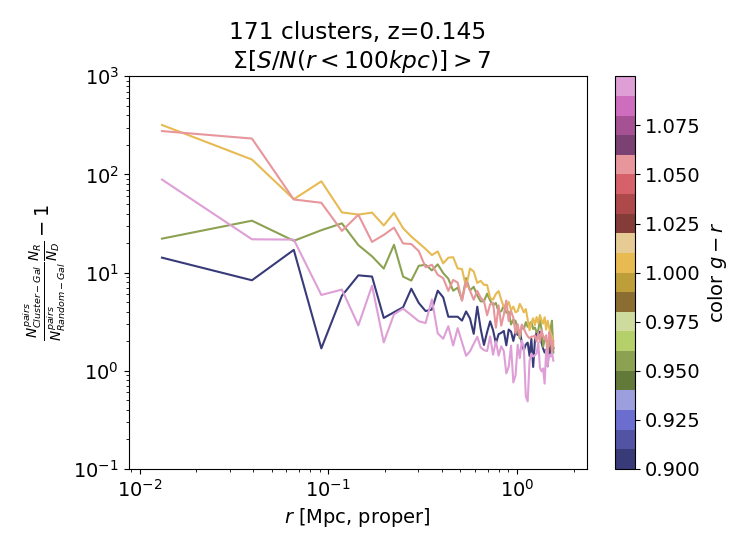 171 clusters, z=0.145
Σ[S/N(r < 100kpc)] > 7
10³
10²
10¹
10⁰
10⁻¹
10⁻² 10⁻¹ 10⁰
r [Mpc, proper]
N^{pairs}_{Cluster-Gal} N_R / N^{pairs}_{Random-Gal} N_D − 1
1.075
1.050
1.025
1.000
0.975
0.950
0.925
0.900
color g − r